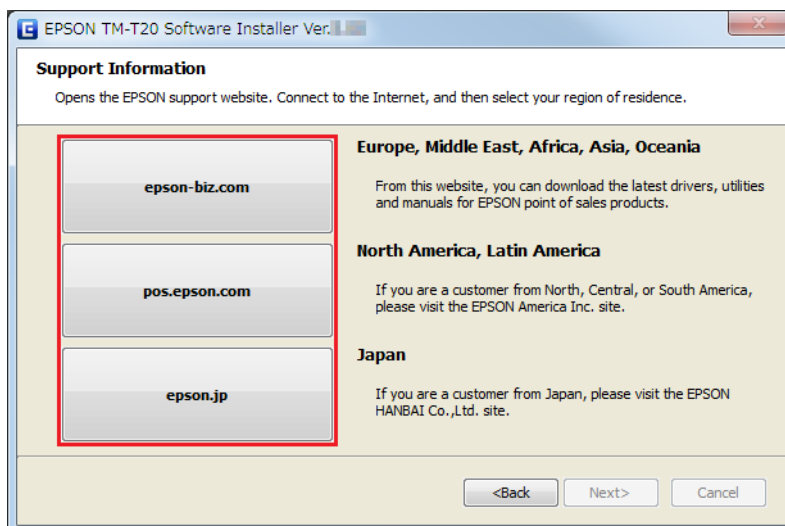 EPSON TM-T20 Software Installer Ver.
Support Information
Opens the EPSON support website. Connect to the Internet, and then select your region of residence.
epson-biz.com
Europe, Middle East, Africa, Asia, Oceania
From this website, you can download the latest drivers, utilities
and manuals for EPSON point of sales products.
pos.epson.com
North America, Latin America
If you are a customer from North, Central, or South America,
please visit the EPSON America Inc. site.
epson.jp
Japan
If you are a customer from Japan, please visit the EPSON
HANBAI Co.,Ltd. site.
<Back Next> Cancel